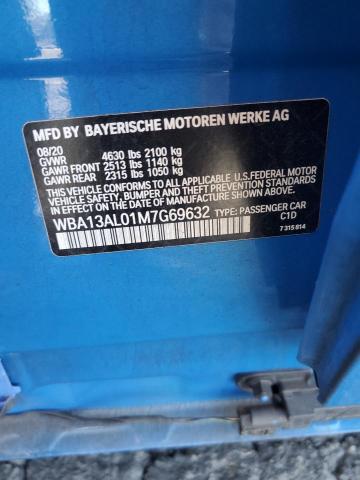 MFD BY BAYERISCHE MOTOREN WERKE AG
08/20
GVWR 4630 lbs 2100 kg
GAWR FRONT 2513 lbs 1140 kg
GAWR REAR 2315 lbs 1050 kg
THIS CAR CONFORMS TO ALL APPLICABLE U.S.FEDERAL MOTOR
VEHICLE SAFETY, BUMPER AND THEFT PREVENTION STANDARDS
IN EFFECT ON THE DATE OF MANUFACTURE SHOWN ABOVE.
WBA13AL01M7G69632 TYPE: PASSENGER CAR
C1D
7 315 814